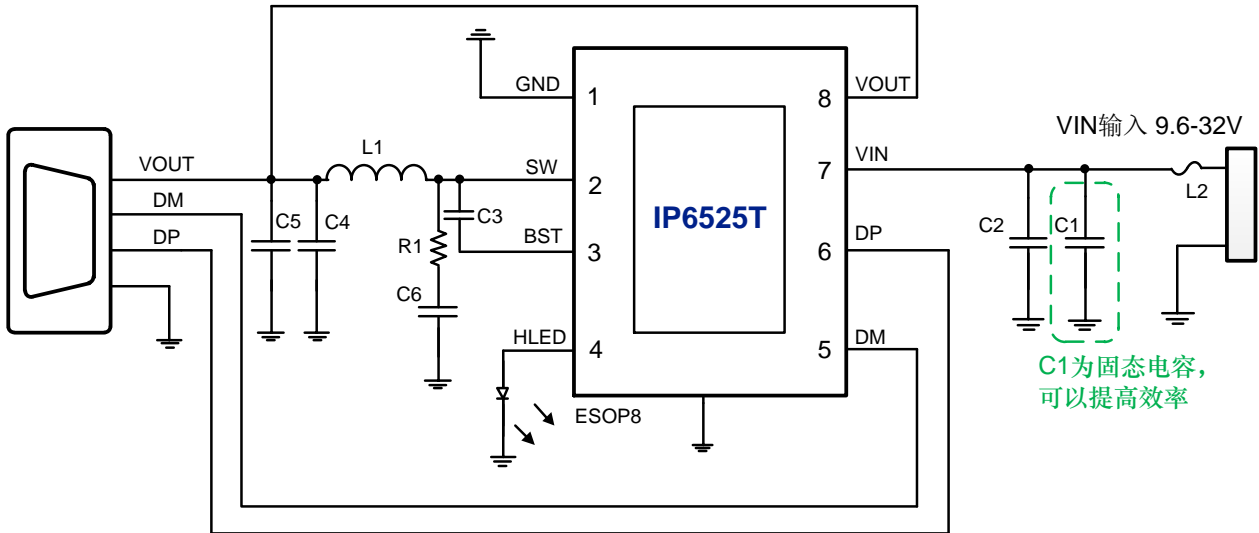 GND
1
8
VOUT
VIN输入 9.6-32V
VOUT
L1
SW
2
7
VIN
L2
DM
C5
C4
C3
IP6525T
C2
C1
DP
R1
BST
3
6
DP
C6
HLED
4
5
DM
ESOP8
C1为固态电容，
可以提高效率